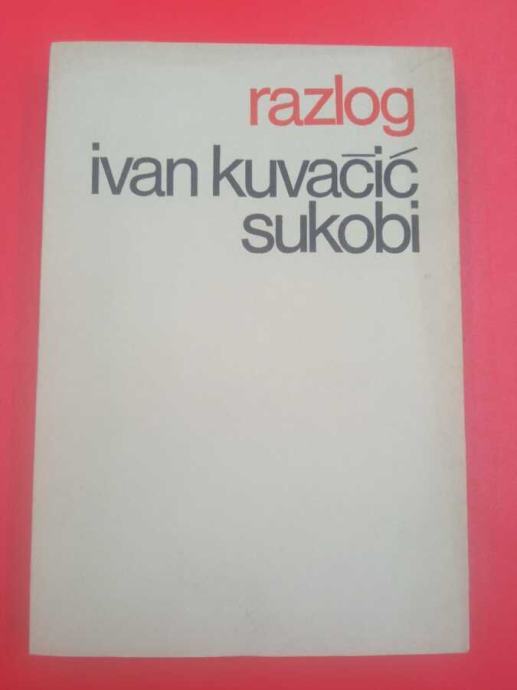 razlog
ivan kuvačić
sukobi